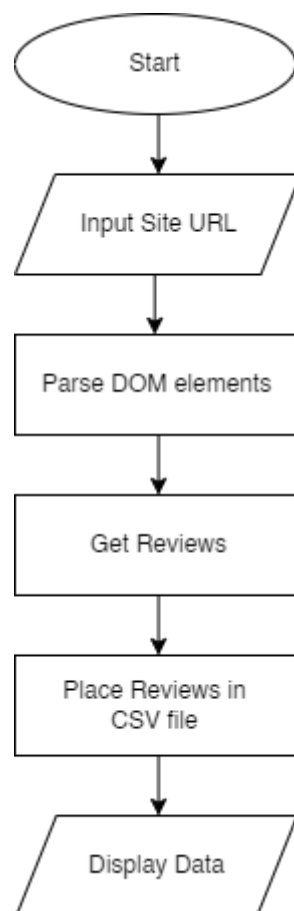 Start
Input Site URL
Parse DOM elements
Get Reviews
Place Reviews in
CSV file
Display Data